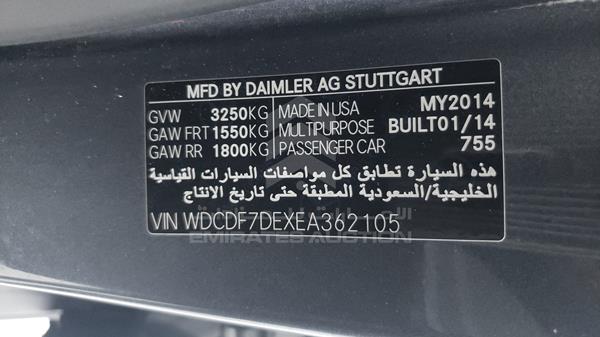 MFD BY DAIMLER AG STUTTGART
GVW 3250KG MADE IN USA MY2014
GAW FRT 1550KG MULTIPURPOSE BUILT01/14
GAW RR 1800KG PASSENGER CAR 755
هذه السيارة تطابق كل مواصفات السيارات القياسية
الخليجية/السعودية المطبقة حتى تاريخ الانتاج
VIN WDCDF7DEXEA362105
EMIRATES AUCTION